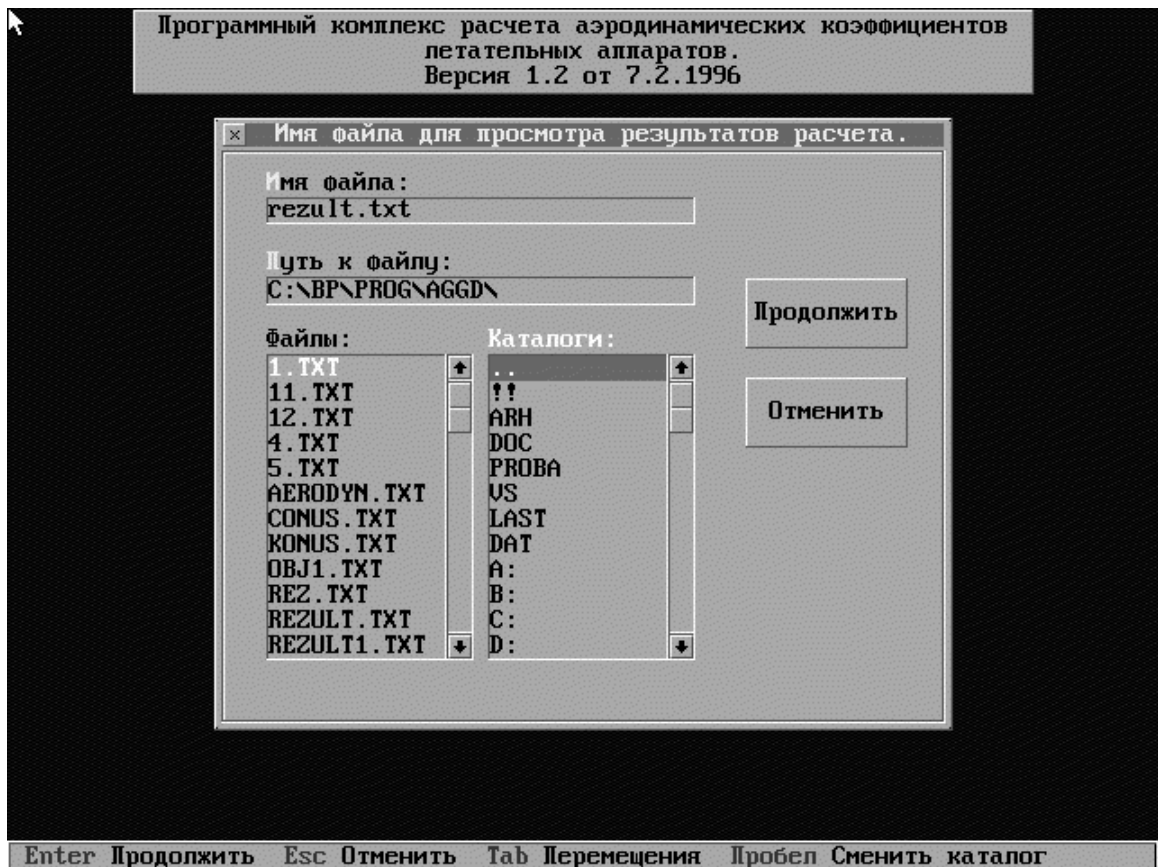 Программный комплекс расчета аэродинамических коэффициентов
летательных аппаратов.
Версия 1.2 от 7.2.1996
Имя файла для просмотра результатов расчета.
Имя файла:
rezult.txt
Путь к файлу:
C:\BP\PROG\AGGD\
Файлы:
1.TXT
11.TXT
12.TXT
4.TXT
5.TXT
AERODYN.TXT
CONUS.TXT
KONUS.TXT
OBJ1.TXT
REZ.TXT
REZULT.TXT
REZULT1.TXT
Каталоги:
..
!!
ARH
DOC
PROBA
VS
LAST
DAT
A:
B:
C:
D:
Продолжить
Отменить
Enter Продолжить Esc Отменить Tab Перемещения Пробел Сменить каталог